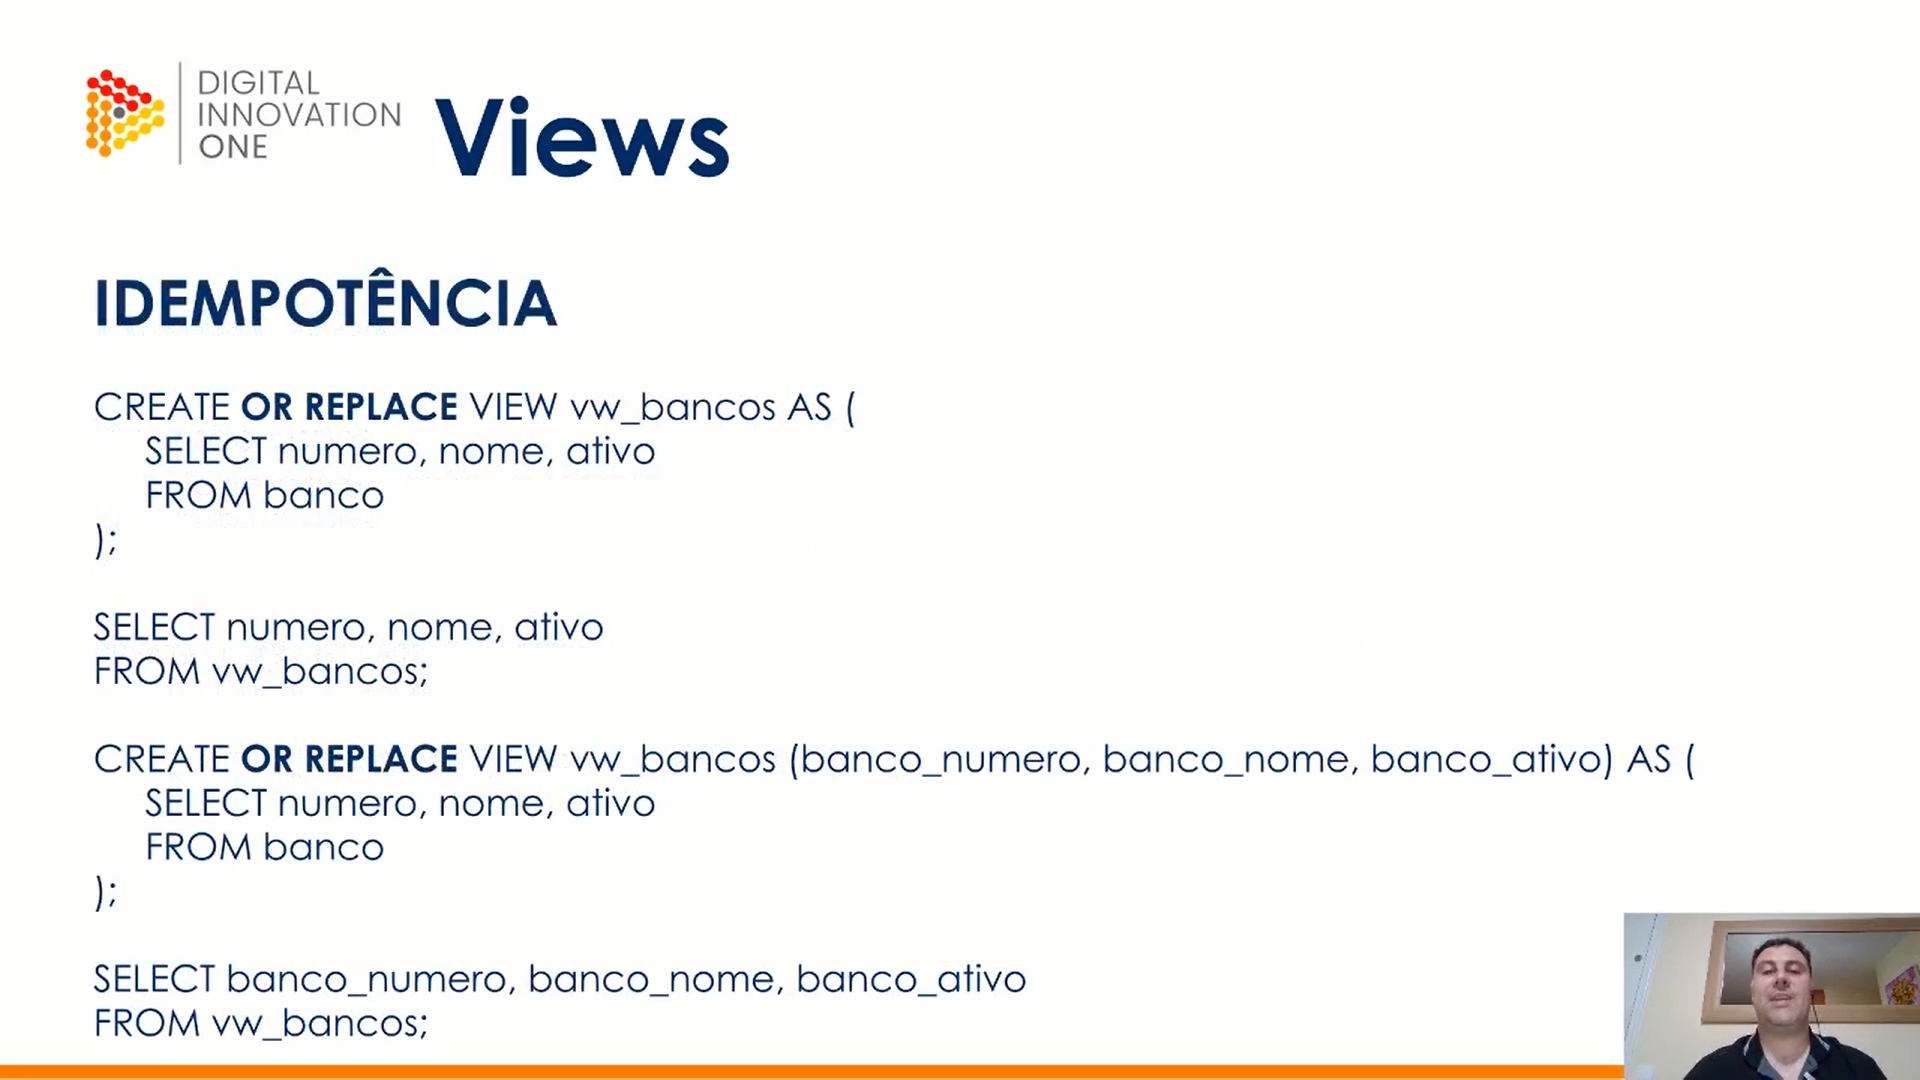 DIGITAL
INNOVATION
ONE
Views
IDEMPOTÊNCIA
CREATE OR REPLACE VIEW vw_bancos AS (
SELECT numero, nome, ativo
FROM banco
);
SELECT numero, nome, ativo
FROM vw_bancos;
CREATE OR REPLACE VIEW vw_bancos (banco_numero, banco_nome, banco_ativo) AS (
SELECT numero, nome, ativo
FROM banco
);
SELECT banco_numero, banco_nome, banco_ativo
FROM vw_bancos;